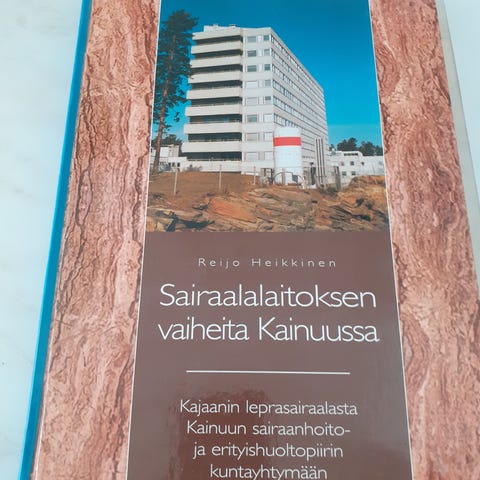 Reijo Heikkinen
Sairaalalaitoksen
vaiheita Kainuussa
Kajaanin leprasairaalasta
Kainuun sairaanhoito-
ja erityishuoltopiirin
kuntayhtymään